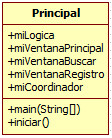 Principal
+miLogica
+miVentanaPrincipal
+miVentanaBuscar
+miVentanaRegistro
+miCoordinador
+main(String[])
+iniciar()